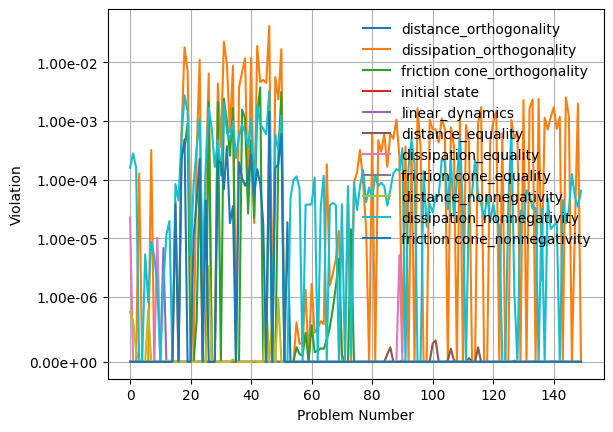 distance_orthogonality
dissipation_orthogonality
friction cone_orthogonality
initial state
linear_dynamics
distance_equality
dissipation_equality
friction cone_equality
distance_nonnegativity
dissipation_nonnegativity
friction cone_nonnegativity
1.00e-02
1.00e-03
1.00e-04
1.00e-05
1.00e-06
0.00e+00
Violation
0 20 40 60 80 100 120 140
Problem Number